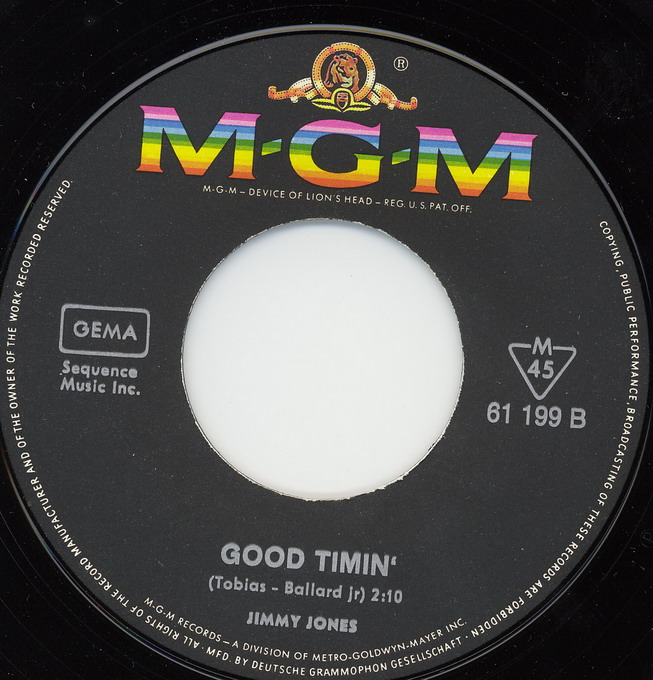 ®
M-G-M
M-G-M — DEVICE OF LION'S HEAD — REG. U. S. PAT. OFF.
GEMA
Sequence
Music Inc.
M
45
61 199 B
GOOD TIMIN‘
(Tobias - Ballard jr) 2:10
JIMMY JONES
M-G-M RECORDS — A DIVISION OF METRO-GOLDWYN-MAYER INC.
ALL RIGHTS OF THE RECORD MANUFACTURER AND OF THE OWNER OF THE WORK RECORDED RESERVED.
COPYING, PUBLIC PERFORMANCE, BROADCASTING OF THESE RECORDS ARE FORBIDDEN · MFD. BY DEUTSCHE GRAMMOPHON GESELLSCHAFT ·